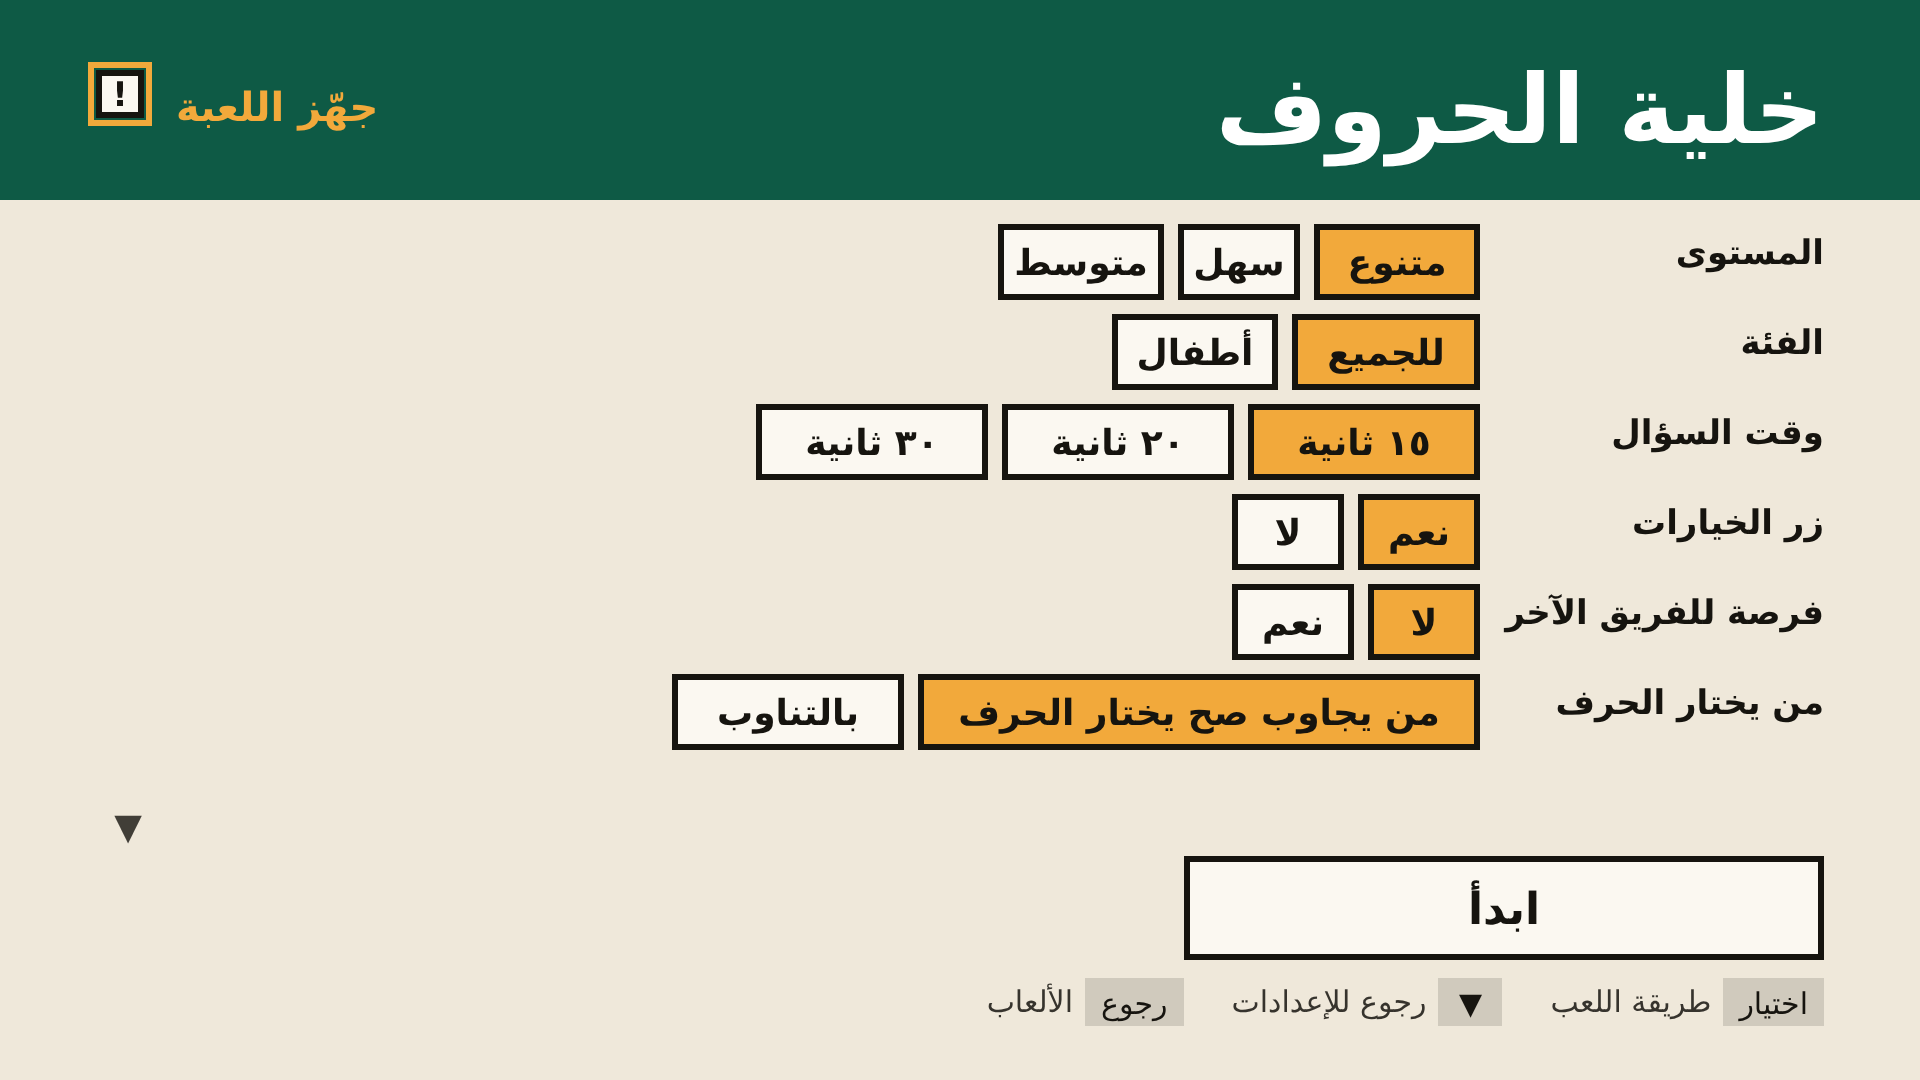 خلية الحروف
جهّز اللعبة
!
المستوى متنوع سهل متوسط
الفئة للجميع أطفال
وقت السؤال ١٥ ثانية ٢٠ ثانية ٣٠ ثانية
زر الخيارات نعم لا
فرصة للفريق الآخر لا نعم
من يختار الحرف من يجاوب صح يختار الحرف بالتناوب
▼
ابدأ
اختيار طريقة اللعب ▼ رجوع للإعدادات رجوع الألعاب